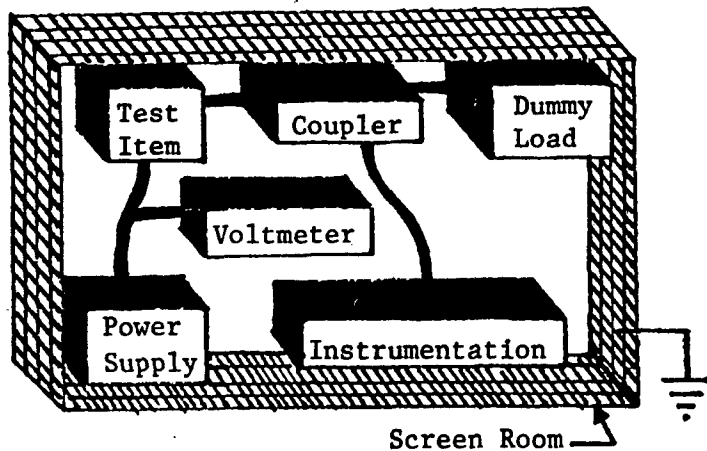 Test
Item
Coupler
Dummy
Load
Voltmeter
Power
Supply
Instrumentation
Screen Room